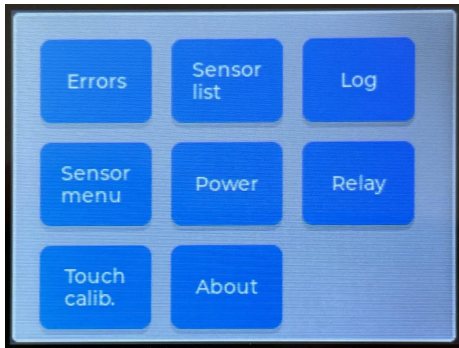 Errors
Sensor
list
Log
Sensor
menu
Power
Relay
Touch
calib.
About